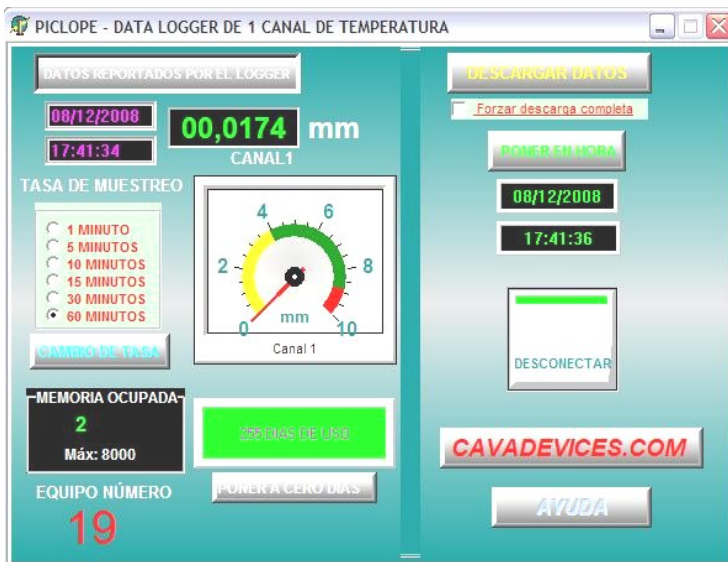 PICLOPE - DATA LOGGER DE 1 CANAL DE TEMPERATURA
DATOS REPORTADOS POR EL LOGGER
08/12/2008
17:41:34
00,0174 mm
CANAL1
TASA DE MUESTREO
1 MINUTO
5 MINUTOS
10 MINUTOS
15 MINUTOS
30 MINUTOS
60 MINUTOS
CAMBIO DE TASA
0
2
4
6
8
10
mm
Canal 1
MEMORIA OCUPADA
2
Máx: 8000
255 DIAS DE USO
PONER A CERO DIAS
EQUIPO NÚMERO
19
DESCARGAR DATOS
Forzar descarga completa
PONER EN HORA
08/12/2008
17:41:36
DESCONECTAR
CAVADEVICES.COM
AYUDA